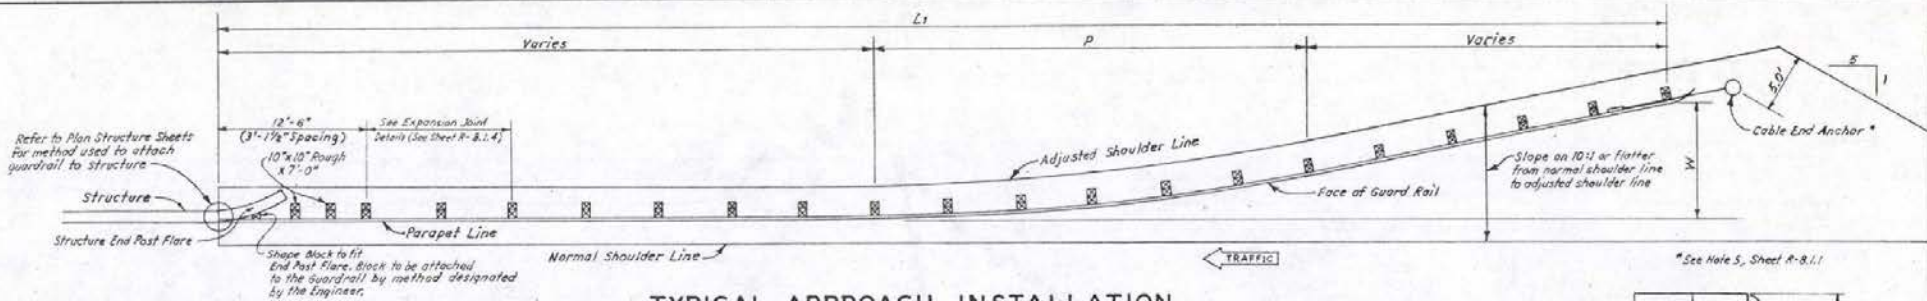 L1
Varies
P
Varies
5
1
5.0'
12'-6"
(3'-1½" Spacing)
See Expansion Joint
Details (See Sheet R-8.1.4)
Refer to Plan Structure Sheets
for method used to attach
guardrail to structure
10"x10" Rough
x 7'-0"
Cable End Anchor *
Adjusted Shoulder Line
Slope on 10:1 or flatter
from normal shoulder line
to adjusted shoulder line
W
Structure
Face of Guard Rail
Parapet Line
Structure End Post Flare
Shape Block to fit
End Post Flare. Block to be attached
to the Guardrail by method designated
by the Engineer.
Normal Shoulder Line
TRAFFIC
*See Note 5, Sheet R-8.1.1
TYPICAL APPROACH INSTALLATION